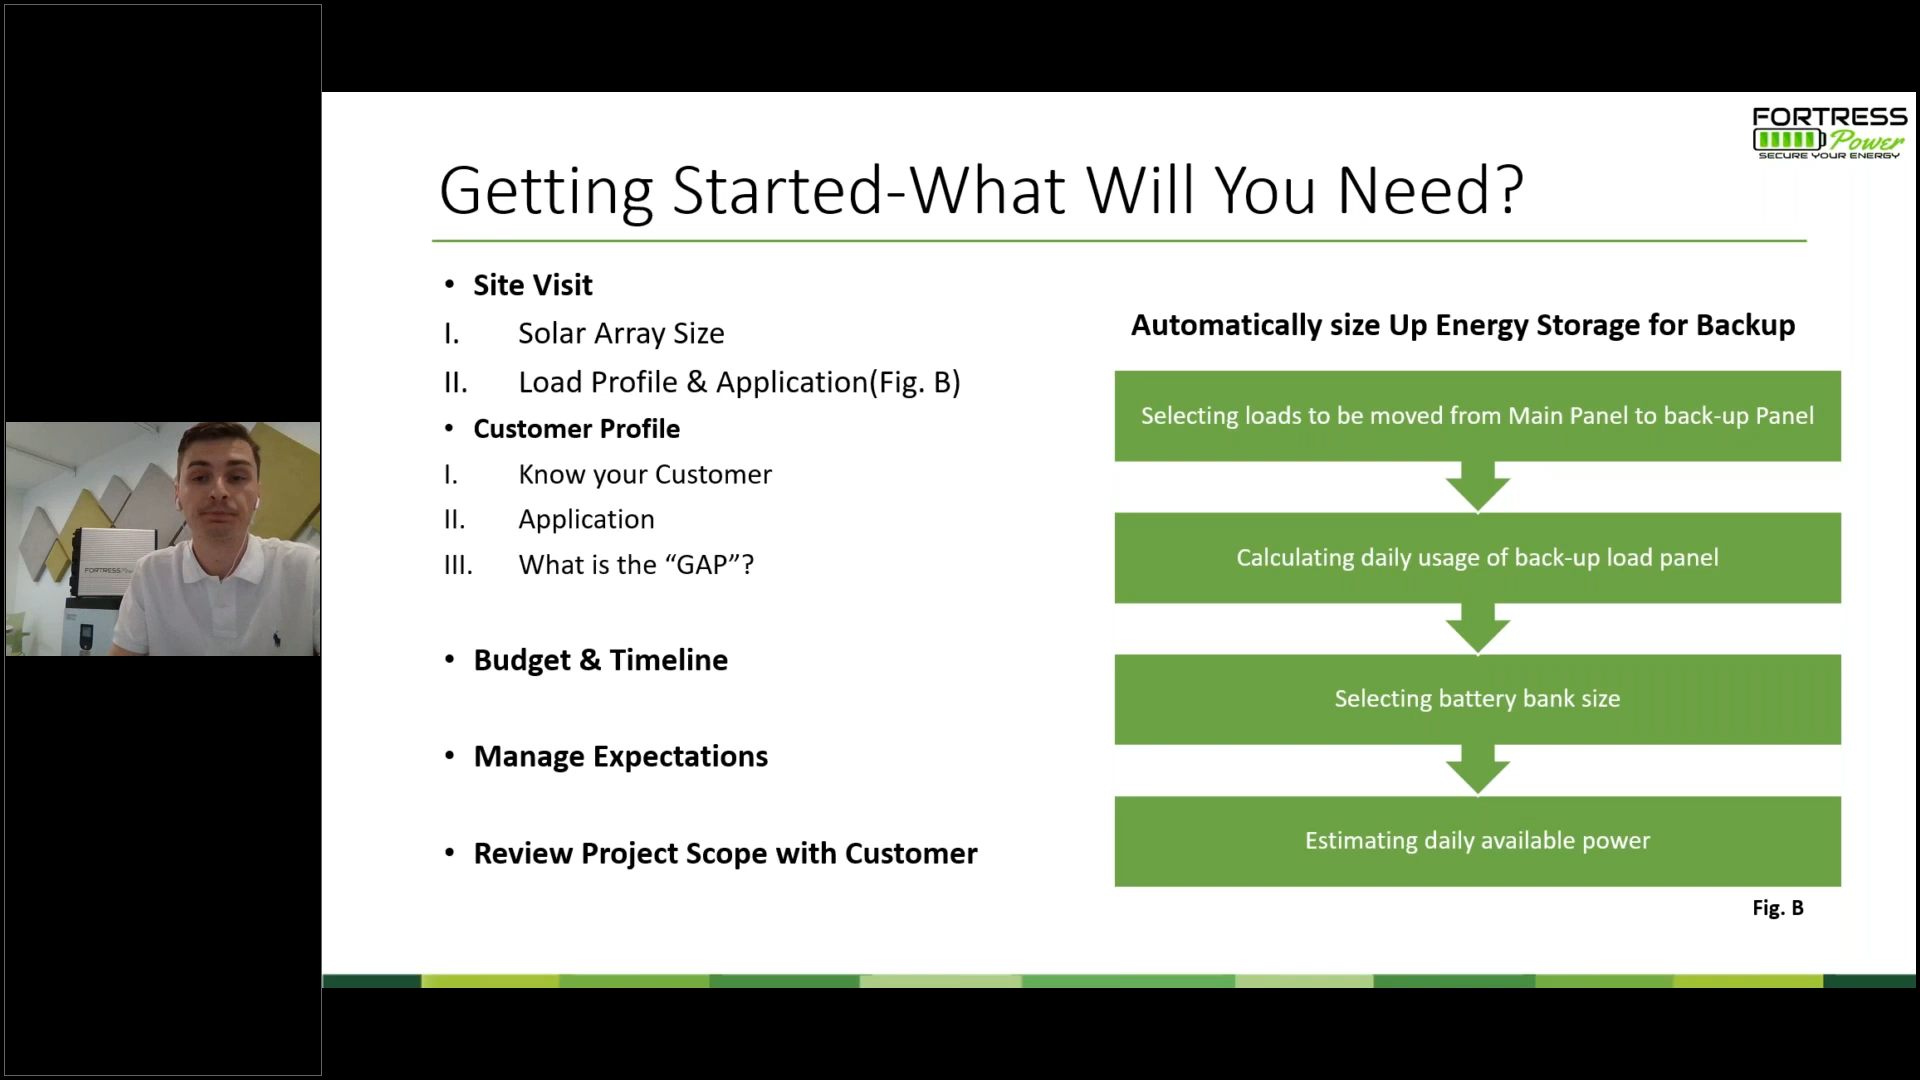 FORTRESS
Power
SECURE YOUR ENERGY
Getting Started-What Will You Need?
• Site Visit
I. Solar Array Size
II. Load Profile & Application(Fig. B)
• Customer Profile
I. Know your Customer
II. Application
III. What is the “GAP”?
• Budget & Timeline
• Manage Expectations
• Review Project Scope with Customer
Automatically size Up Energy Storage for Backup
Selecting loads to be moved from Main Panel to back-up Panel
Calculating daily usage of back-up load panel
Selecting battery bank size
Estimating daily available power
Fig. B
FORTRESS